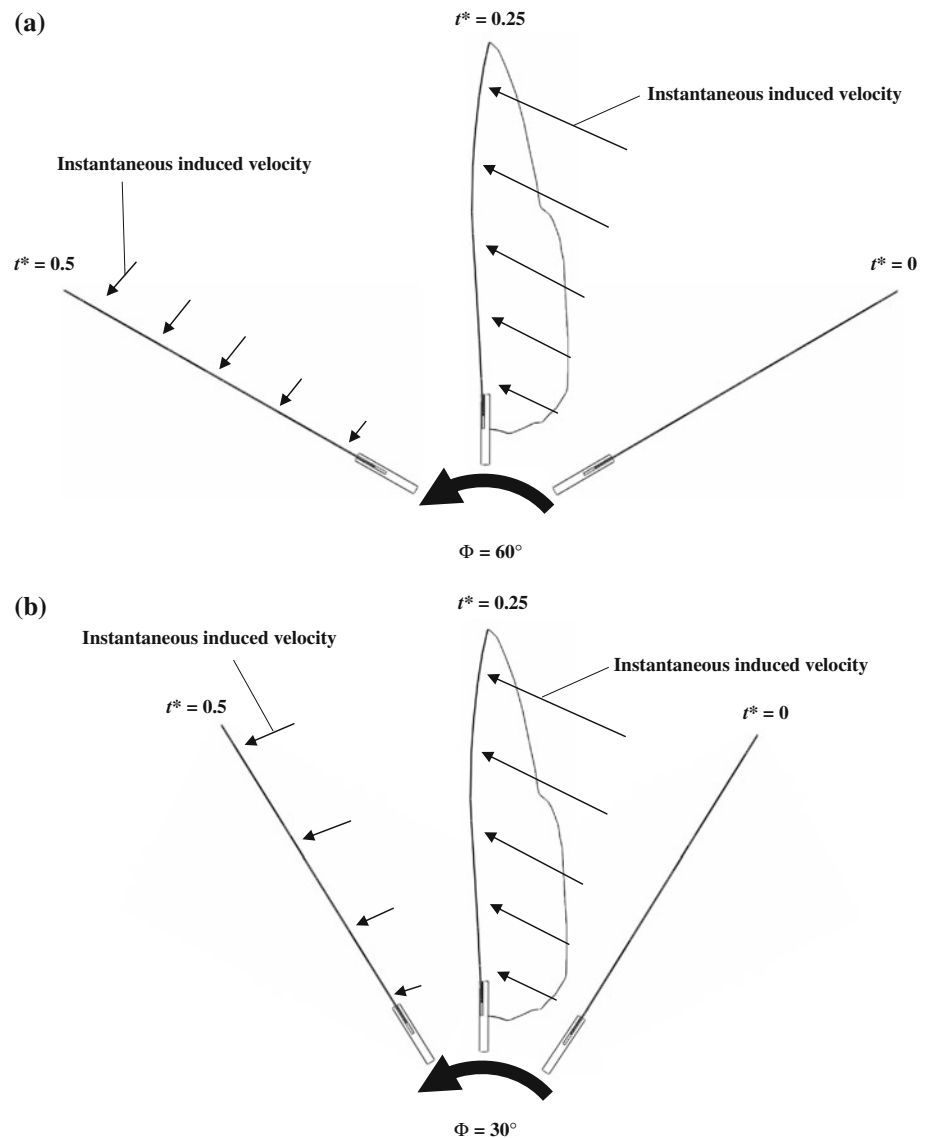 (a)
t* = 0.25
Instantaneous induced velocity
Instantaneous induced velocity
t* = 0.5
t* = 0
Φ = 60°
(b)
t* = 0.25
Instantaneous induced velocity
Instantaneous induced velocity
t* = 0.5
t* = 0
Φ = 30°